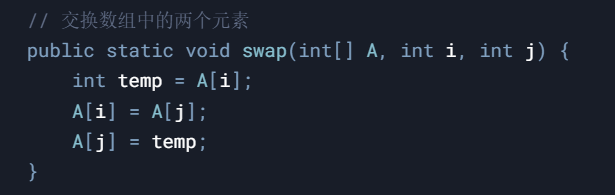 // 交换数组中的两个元素
public static void swap(int[] A, int i, int j) {
    int temp = A[i];
    A[i] = A[j];
    A[j] = temp;
}